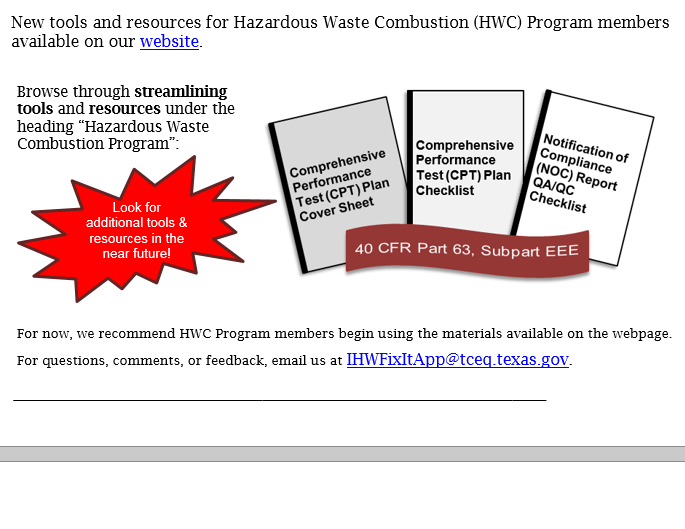 New tools and resources for Hazardous Waste Combustion (HWC) Program members
available on our website.
Browse through streamlining
tools and resources under the
heading “Hazardous Waste
Combustion Program”:
Look for
additional tools &
resources in the
near future!
Comprehensive
Performance
Test (CPT) Plan
Cover Sheet
Comprehensive
Performance
Test (CPT) Plan
Checklist
Notification of
Compliance
(NOC) Report
QA/QC
Checklist
40 CFR Part 63, Subpart EEE
For now, we recommend HWC Program members begin using the materials available on the webpage.
For questions, comments, or feedback, email us at IHWFixItApp@tceq.texas.gov.